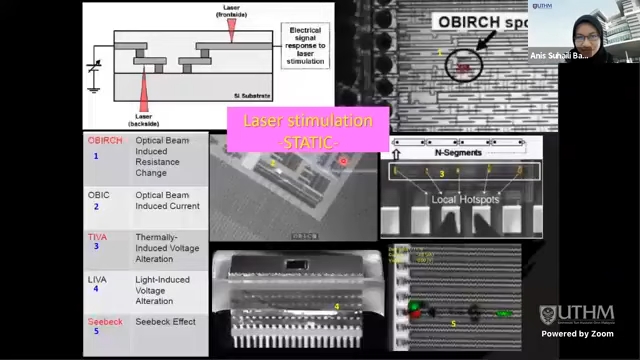 Laser
(frontside)
Electrical
signal
response to
laser
stimulation
Si Substrate
Laser
(backside)
OBIRCH spo
1
UTHM
Anis Suhaili Ba...
Laser stimulation
-STATIC-
OBIRCH
1
Optical Beam
Induced
Resistance
Change
OBIC
2
Optical Beam
Induced Current
TIVA
3
Thermally-
Induced Voltage
Alteration
LIVA
4
Light-Induced
Voltage
Alteration
Seebeck
5
Seebeck Effect
2
N-Segments
3
Local Hotspots
4
5
UTHM
Powered by Zoom